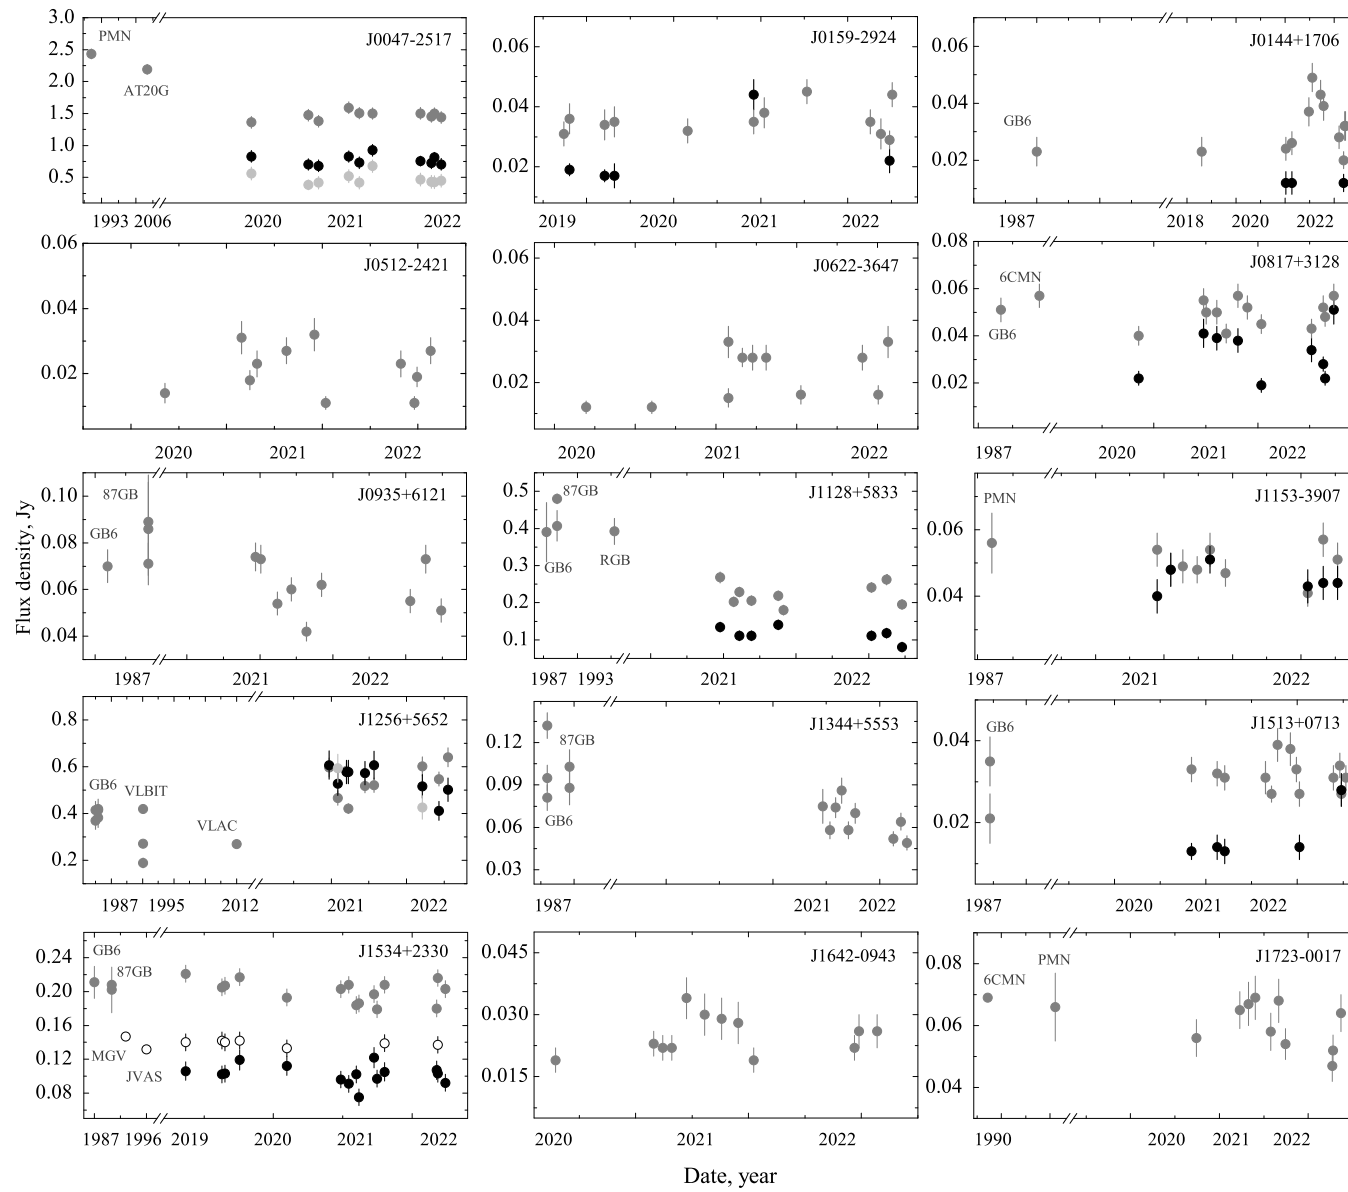 Flux density, Jy
3.0
2.5
2.0
1.5
1.0
0.5
PMN
AT20G
J0047-2517
1993 2006 2020 2021 2022
0.06
0.04
0.02
J0159-2924
2019 2020 2021 2022
0.06
0.04
0.02
GB6
J0144+1706
1987 2018 2020 2021 2022
0.06
0.04
0.02
J0512-2421
2020 2021 2022
0.06
0.04
0.02
J0622-3647
2020 2021 2022
0.08
0.06
0.04
0.02
6CMN
GB6
J0817+3128
1987 2020 2021 2022
0.10
0.08
0.06
0.04
87GB
GB6
J0935+6121
1987 2021 2022
0.5
0.4
0.3
0.2
0.1
87GB
GB6
RGB
J1128+5833
1987 1993 2021 2022
0.06
0.04
PMN
J1153-3907
1987 2021 2022
0.8
0.6
0.4
0.2
GB6
VLBIT
VLAC
J1256+5652
1987 1995 2012 2021 2022
0.12
0.09
0.06
0.03
87GB
GB6
J1344+5553
1987 2021 2022
0.04
0.02
GB6
J1513+0713
1987 2020 2021 2022
0.24
0.20
0.16
0.12
0.08
GB6
87GB
MGV
JVAS
J1534+2330
1987 1996 2019 2020 2021 2022
0.045
0.030
0.015
J1642-0943
2020 2021 2022
0.08
0.06
0.04
6CMN
PMN
J1723-0017
1990 2020 2021 2022
Date, year